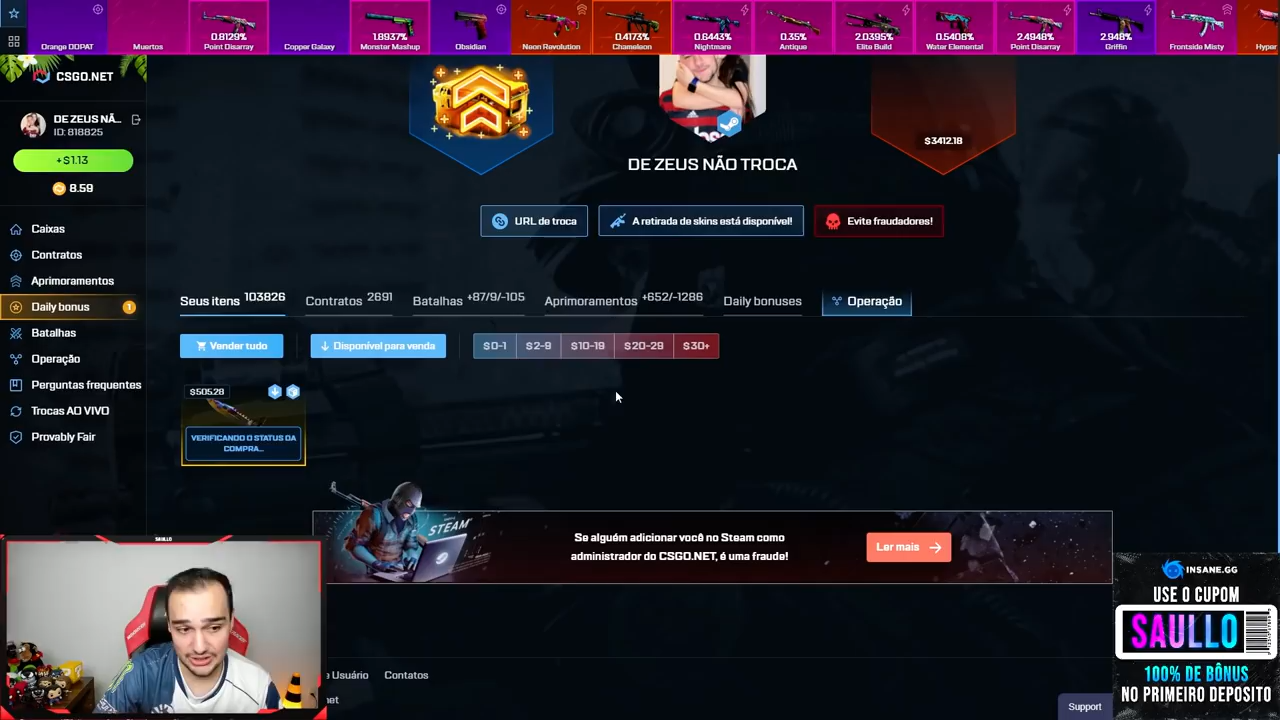 0.8129%
1.8937%
0.4173%
0.6443%
0.35%
2.0395%
0.5408%
2.4948%
2.948%
Orange DDPAT
Muertos
Point Disarray
Copper Galaxy
Monster Mashup
Obsidian
Neon Revolution
Chameleon
Nightmare
Antique
Elite Build
Water Elemental
Point Disarray
Griffin
Frontside Misty
Hyper
CSGO.NET
DE ZEUS NÃ...
ID: 818825
+$1.13
8.59
Caixas
Contratos
Aprimoramentos
Daily bonus
1
Batalhas
Operação
Perguntas frequentes
Trocas AO VIVO
Provably Fair
$3412.18
DE ZEUS NÃO TROCA
URL de troca
A retirada de skins está disponível!
Evite fraudadores!
Seus itens 103826
Contratos 2691
Batalhas +87/9/-105
Aprimoramentos +652/-1286
Daily bonuses
Operação
Vender tudo
Disponível para venda
$0-1
$2-9
$10-19
$20-29
$30+
$505.28
VERIFICANDO O STATUS DA
COMPRA...
STEAM
Se alguém adicionar você no Steam como
administrador do CSGO.NET, é uma fraude!
Ler mais
SAULLO
e Usuário
Contatos
net
INSANE.GG
USE O CUPOM
SAULLO
100% DE BÔNUS
NO PRIMEIRO DEPOSITO
Support